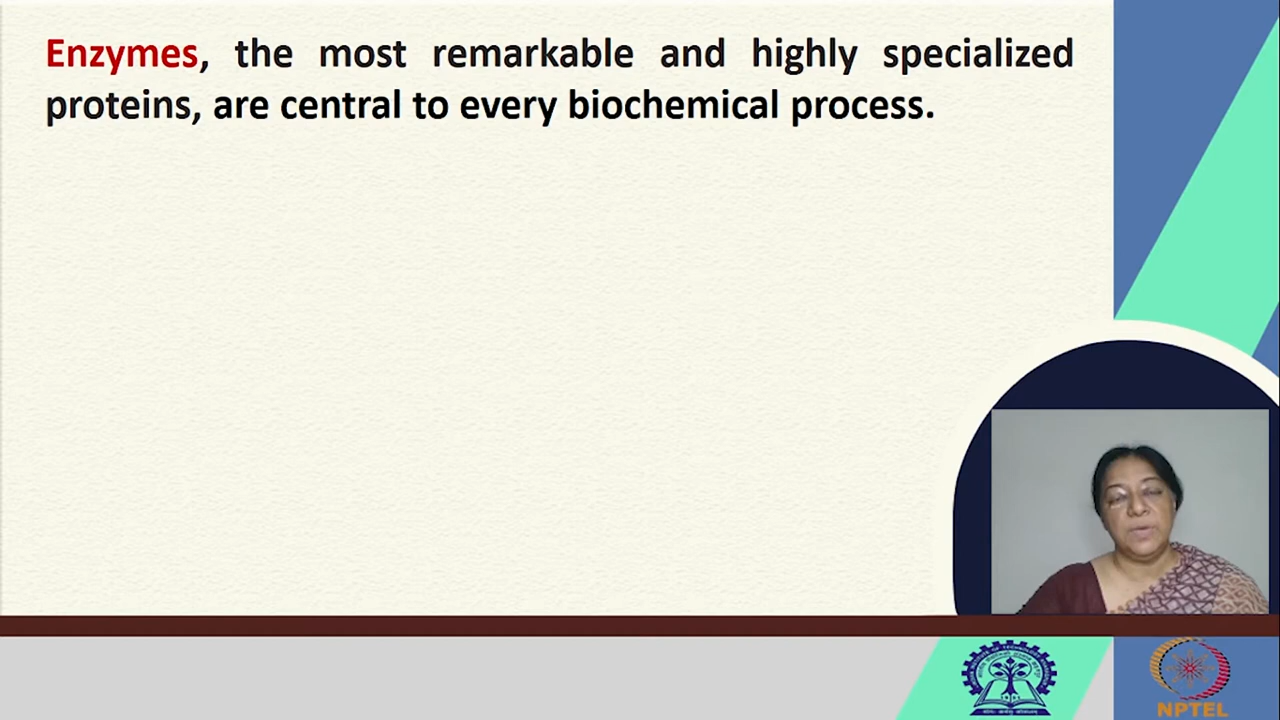 Enzymes, the most remarkable and highly specialized
proteins, are central to every biochemical process.
NPTEL